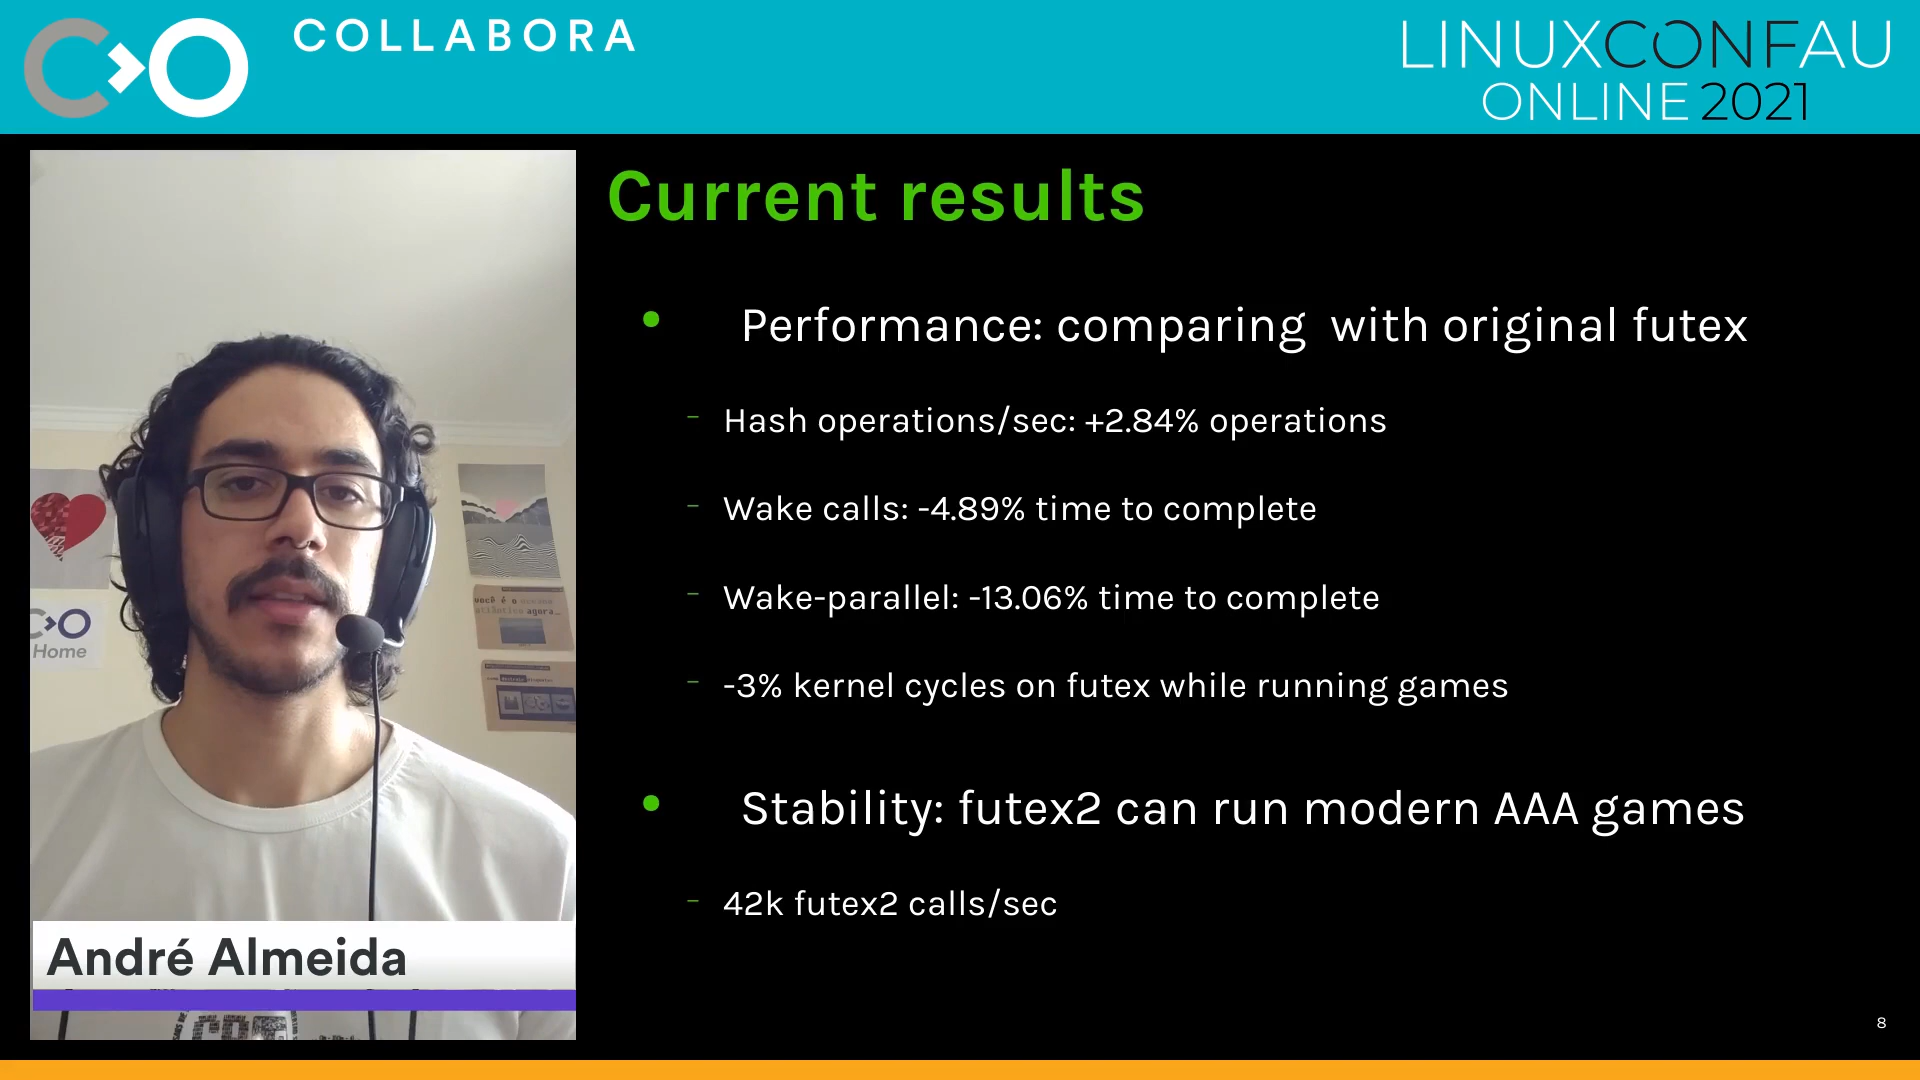 COLLABORA
LINUXCONFAU
ONLINE 2021
Current results
Performance: comparing with original futex
Hash operations/sec: +2.84% operations
Wake calls: -4.89% time to complete
Wake-parallel: -13.06% time to complete
-3% kernel cycles on futex while running games
Stability: futex2 can run modern AAA games
42k futex2 calls/sec
você é o
agora...
Home
André Almeida
8